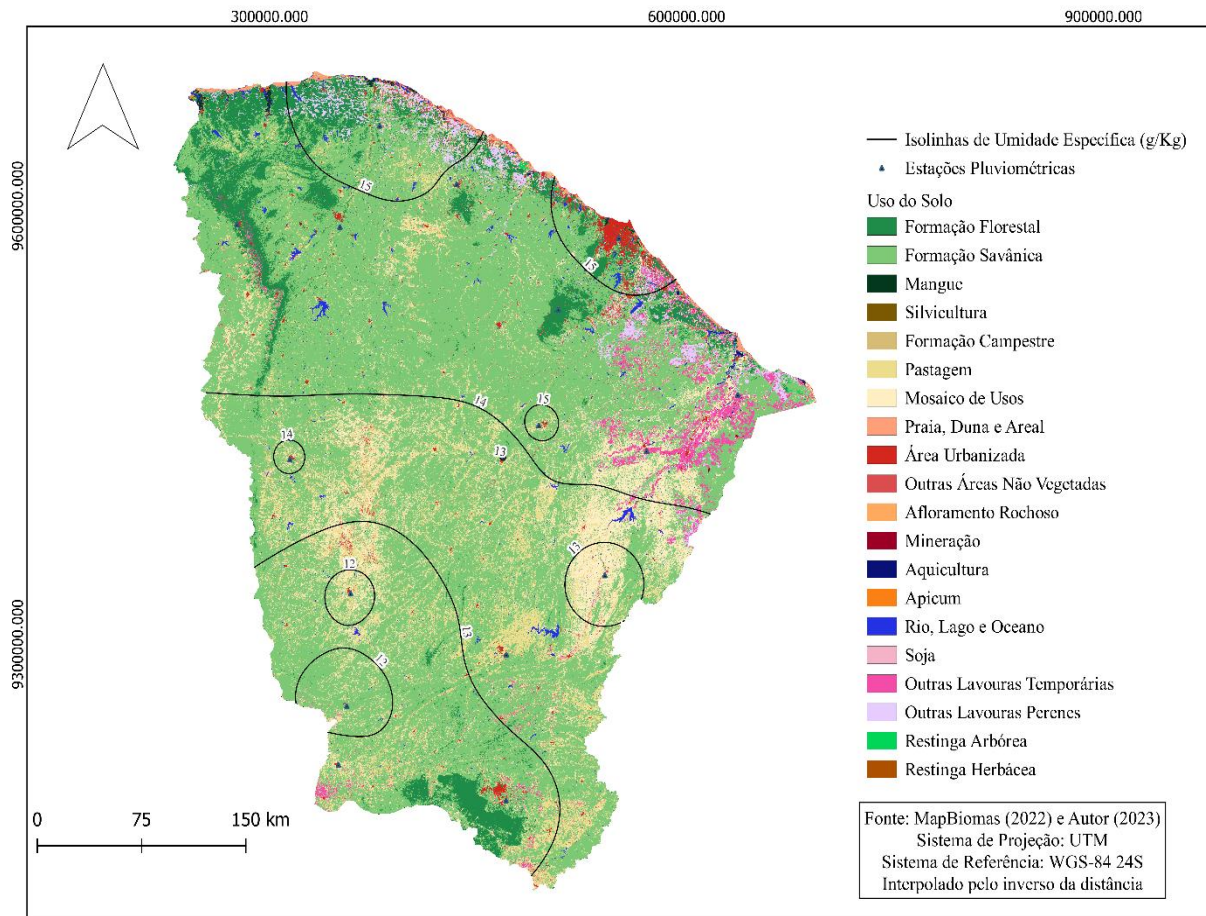 300000.000
600000.000
900000.000
9600000.000
9300000.000
15
15
14
15
14
13
13
12
13
12
Isolinhas de Umidade Específica (g/Kg)
Estações Pluviométricas
Uso do Solo
Formação Florestal
Formação Savânica
Mangue
Silvicultura
Formação Campestre
Pastagem
Mosaico de Usos
Praia, Duna e Areal
Área Urbanizada
Outras Áreas Não Vegetadas
Afloramento Rochoso
Mineração
Aquicultura
Apicum
Rio, Lago e Oceano
Soja
Outras Lavouras Temporárias
Outras Lavouras Perenes
Restinga Arbórea
Restinga Herbácea
0 75 150 km
Fonte: MapBiomas (2022) e Autor (2023)
Sistema de Projeção: UTM
Sistema de Referência: WGS-84 24S
Interpolado pelo inverso da distância